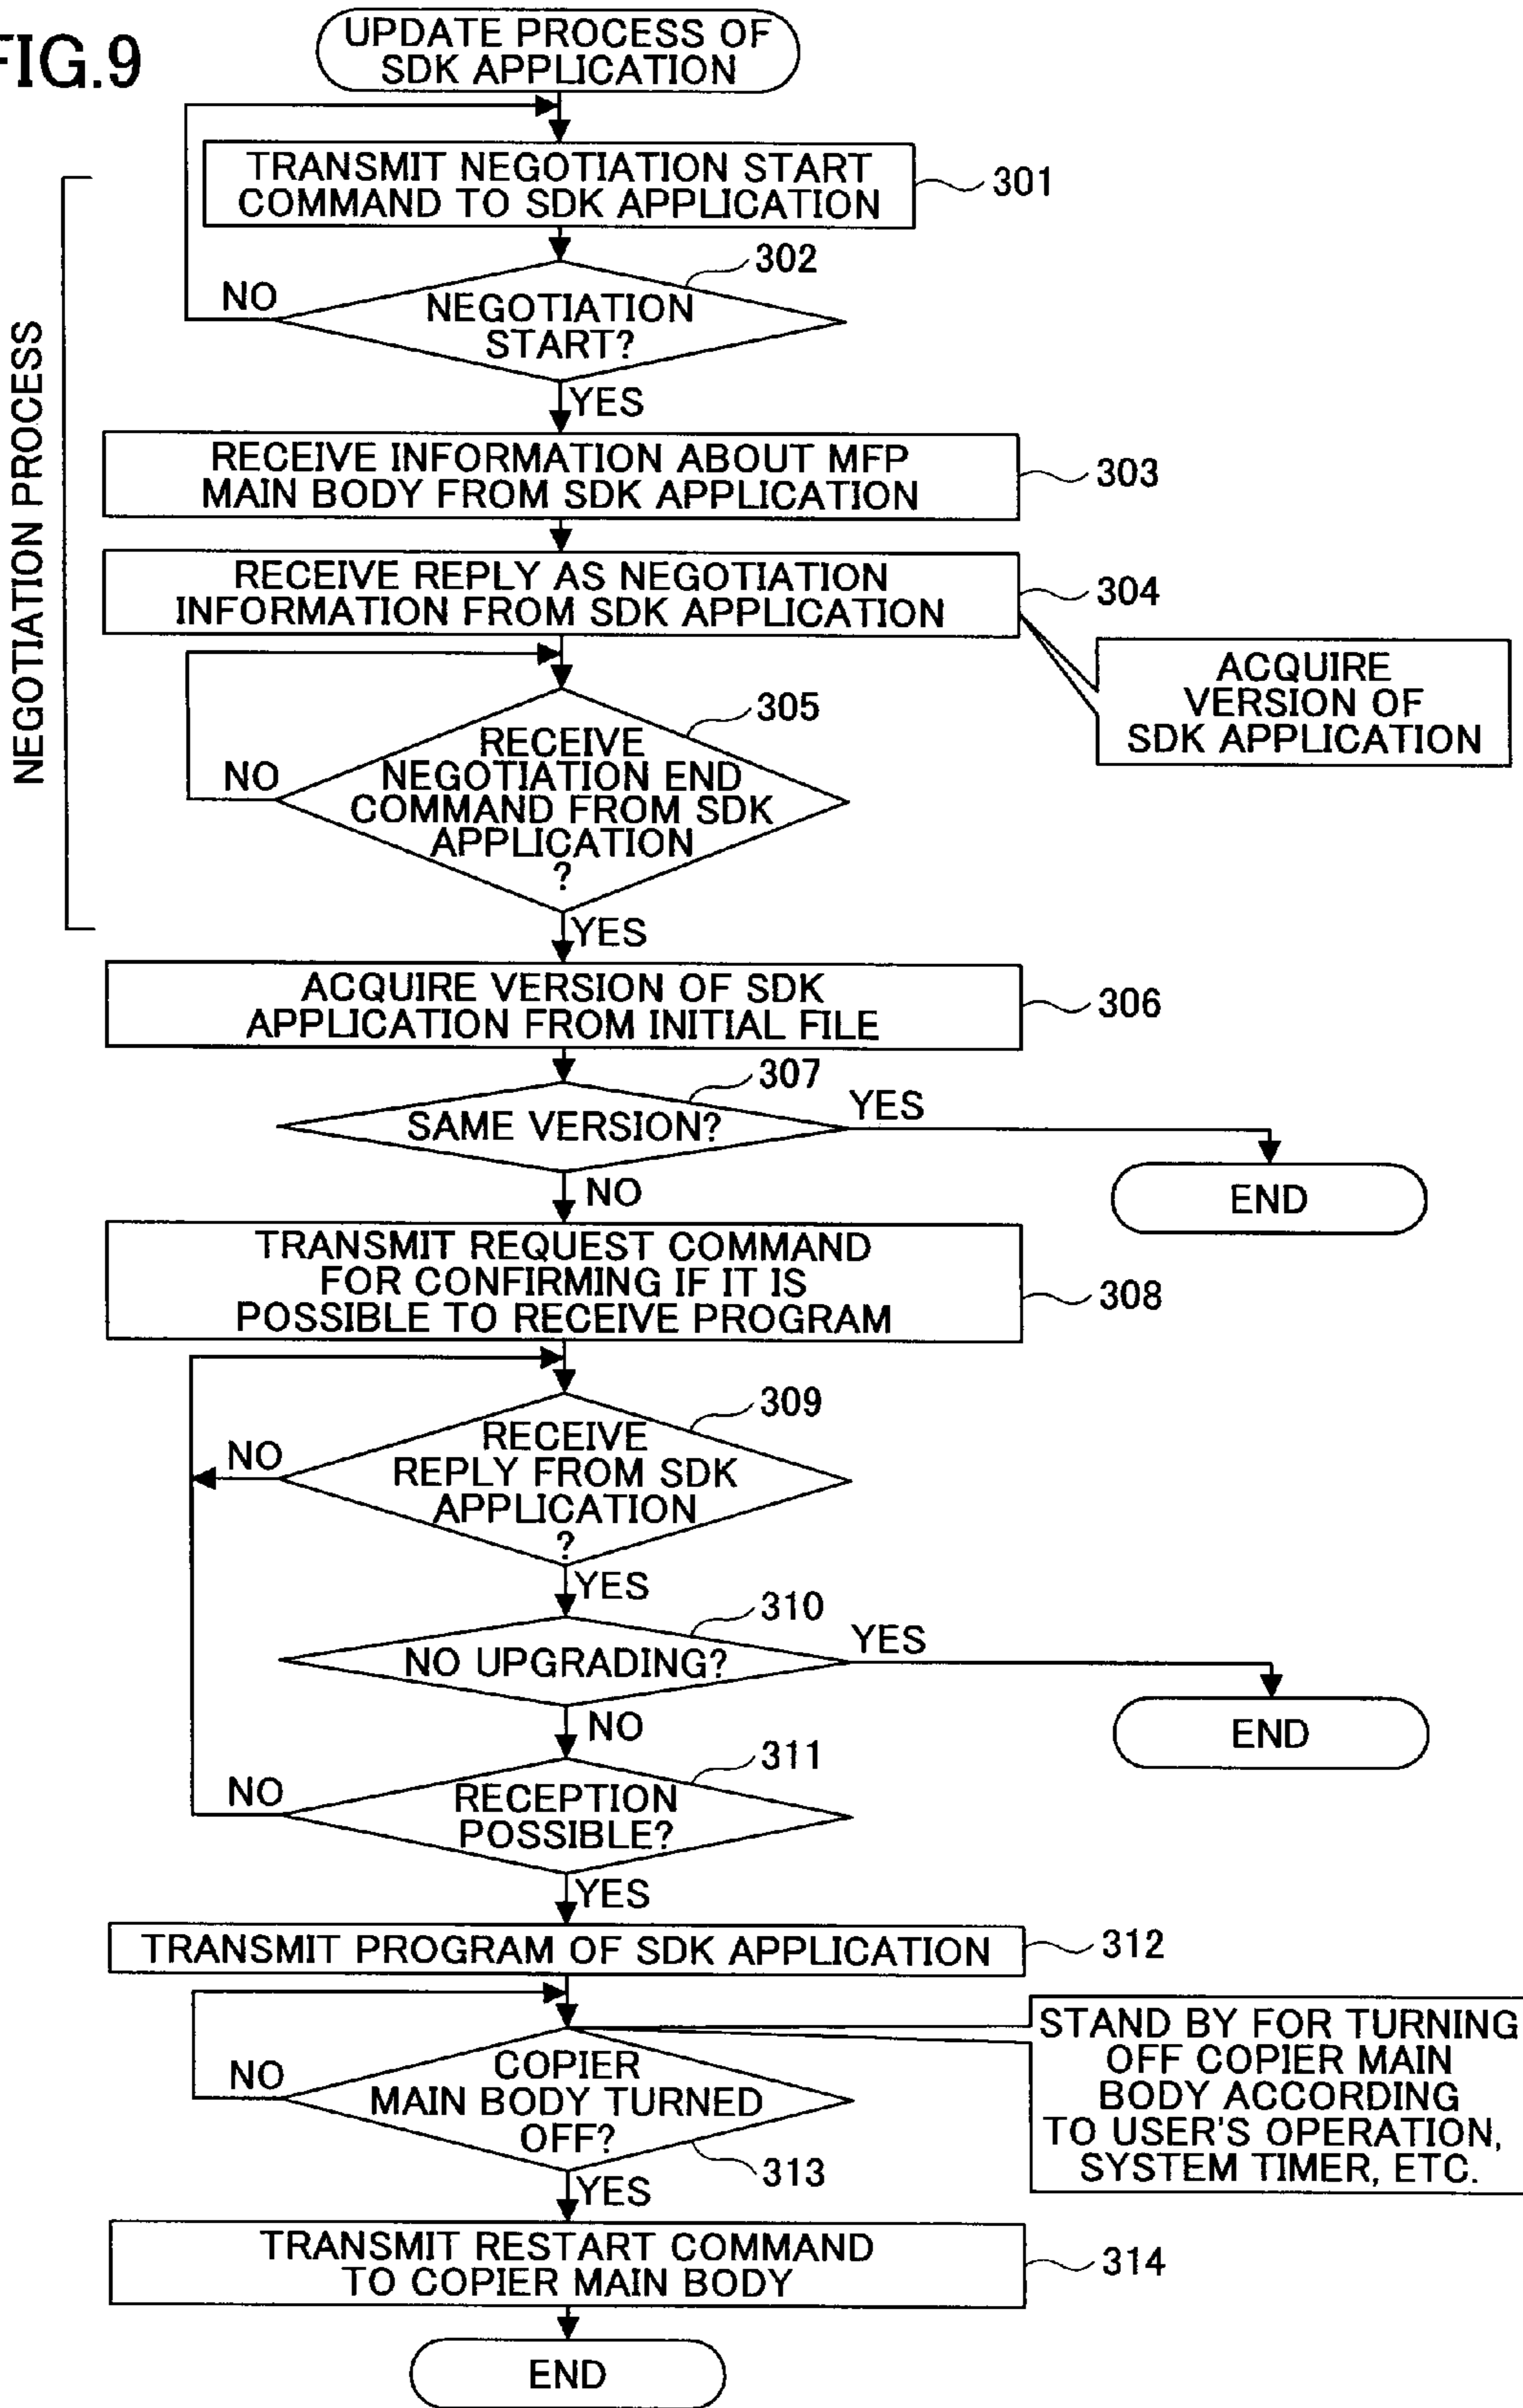 FIG.9
UPDATE PROCESS OF
SDK APPLICATION
TRANSMIT NEGOTIATION START
COMMAND TO SDK APPLICATION
301
302
NEGOTIATION
START?
NO
YES
NEGOTIATION PROCESS
RECEIVE INFORMATION ABOUT MFP
MAIN BODY FROM SDK APPLICATION
303
RECEIVE REPLY AS NEGOTIATION
INFORMATION FROM SDK APPLICATION
304
ACQUIRE
VERSION OF
SDK APPLICATION
305
RECEIVE
NEGOTIATION END
COMMAND FROM SDK
APPLICATION
?
NO
YES
ACQUIRE VERSION OF SDK
APPLICATION FROM INITIAL FILE
306
307
SAME VERSION?
YES
END
NO
TRANSMIT REQUEST COMMAND
FOR CONFIRMING IF IT IS
POSSIBLE TO RECEIVE PROGRAM
308
309
RECEIVE
REPLY FROM SDK
APPLICATION
?
NO
YES
310
NO UPGRADING?
YES
END
NO
311
RECEPTION
POSSIBLE?
NO
YES
TRANSMIT PROGRAM OF SDK APPLICATION
312
COPIER
MAIN BODY TURNED
OFF?
NO
313
STAND BY FOR TURNING
OFF COPIER MAIN
BODY ACCORDING
TO USER'S OPERATION,
SYSTEM TIMER, ETC.
YES
TRANSMIT RESTART COMMAND
TO COPIER MAIN BODY
314
END